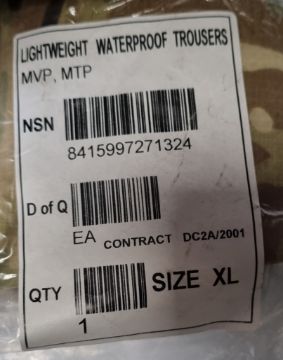 LIGHTWEIGHT WATERPROOF TROUSERS
MVP, MTP
NSN
8415997271324
D of Q
EA CONTRACT DC2A/2001
QTY SIZE XL
1